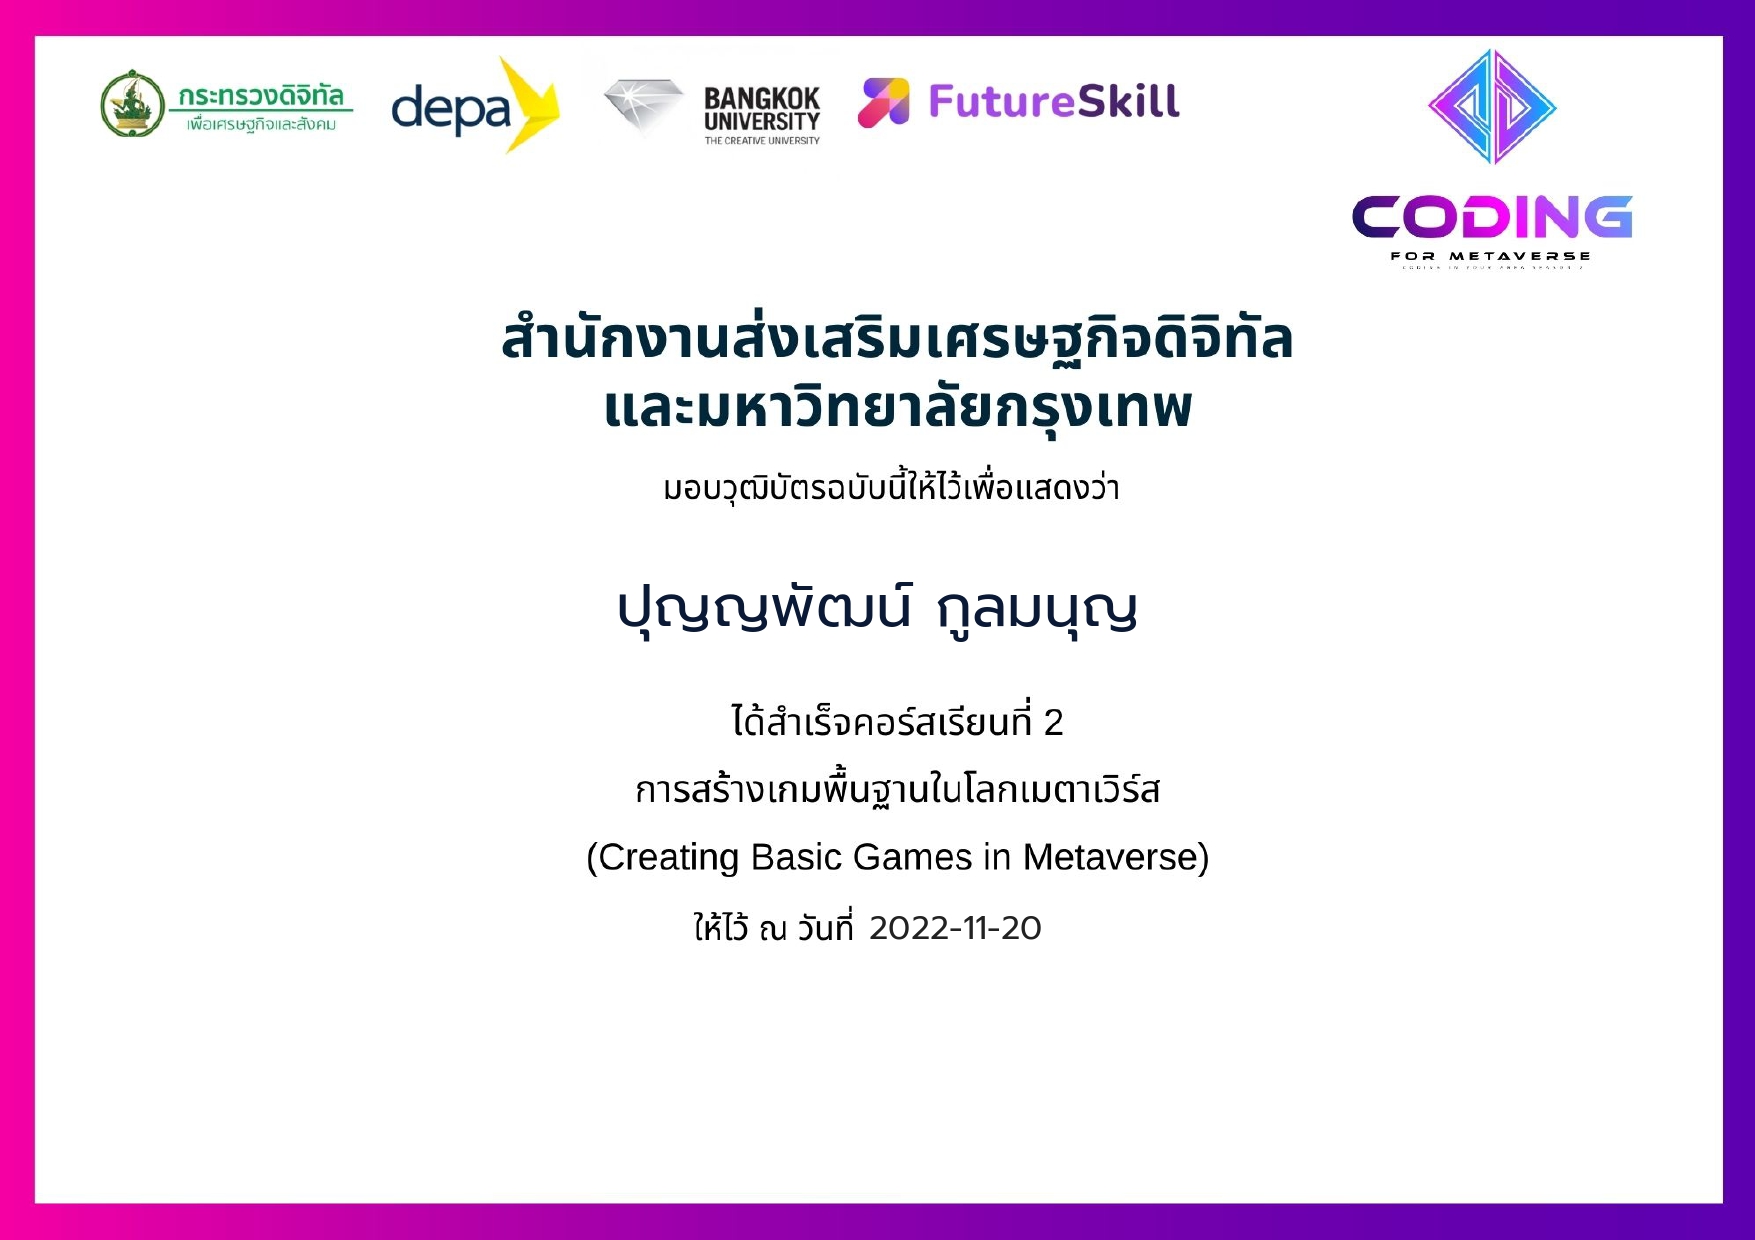 กระทรวงดิจิทัล
เพื่อเศรษฐกิจและสังคม
depa
BANGKOK
UNIVERSITY
THE CREATIVE UNIVERSITY
FutureSkill
CODING
FOR METAVERSE
CODING IN YOUR AREA SEASON 2
สำนักงานส่งเสริมเศรษฐกิจดิจิทัล
และมหาวิทยาลัยกรุงเทพ
มอบวุฒิบัตรฉบับนี้ให้ไว้เพื่อแสดงว่า
ปุญญพัฒน์ กูลมนุญ
ได้สำเร็จคอร์สเรียนที่ 2
การสร้างเกมพื้นฐานในโลกเมตาเวิร์ส
(Creating Basic Games in Metaverse)
ให้ไว้ ณ วันที่ 2022-11-20